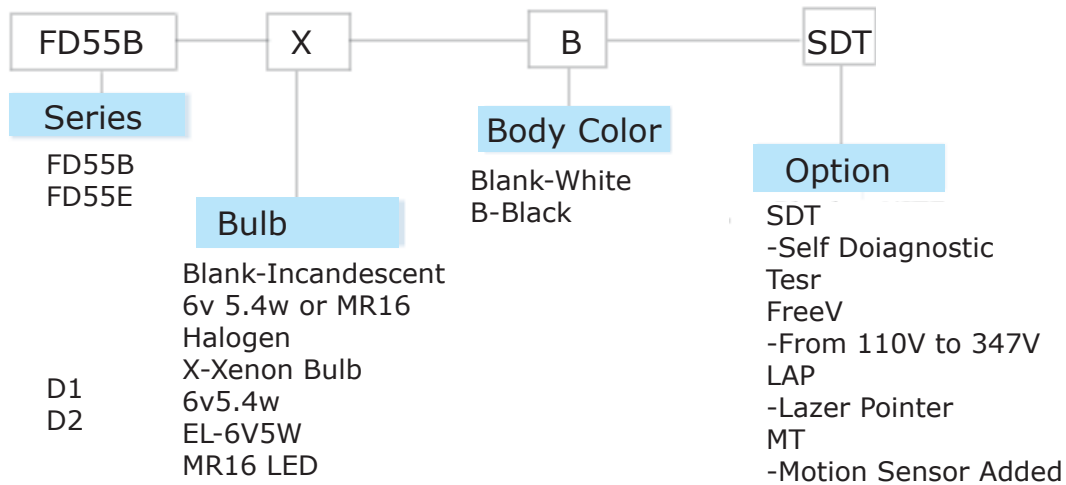 FD55B
X
B
SDT
Series
FD55B
FD55E
D1
D2
Bulb
Blank-Incandescent
6v 5.4w or MR16
Halogen
X-Xenon Bulb
6v5.4w
EL-6V5W
MR16 LED
Body Color
Blank-White
B-Black
Option
SDT
-Self Doiagnostic
Tesr
FreeV
-From 110V to 347V
LAP
-Lazer Pointer
MT
-Motion Sensor Added